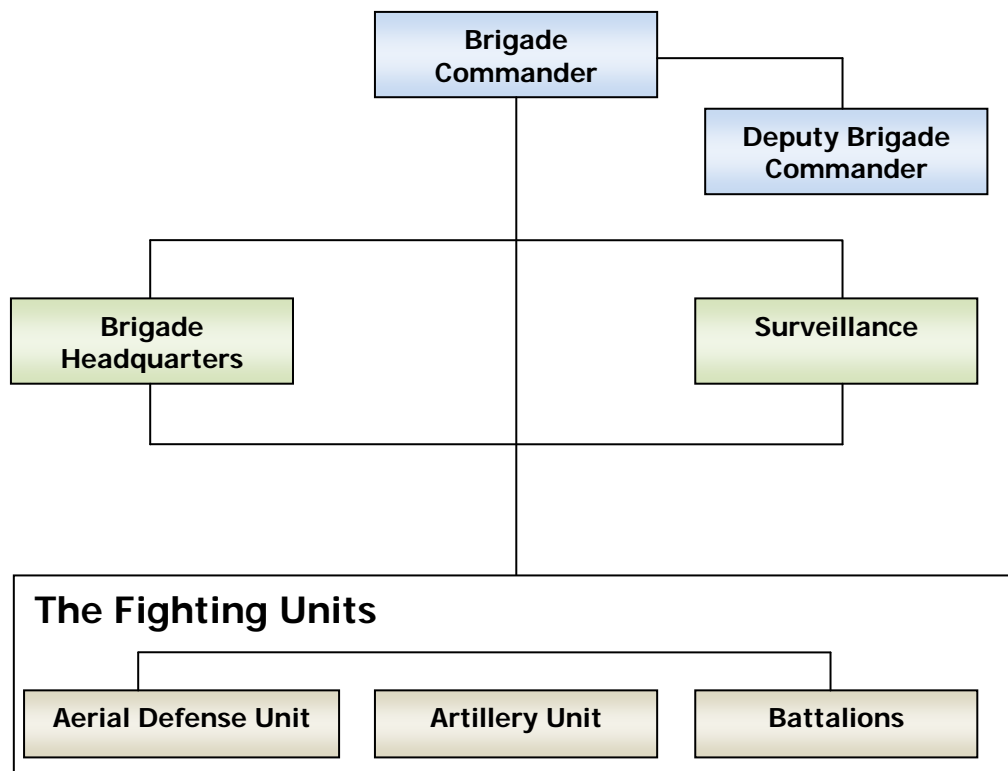 Brigade
Commander
Deputy Brigade
Commander
Brigade
Headquarters
Surveillance
The Fighting Units
Aerial Defense Unit
Artillery Unit
Battalions